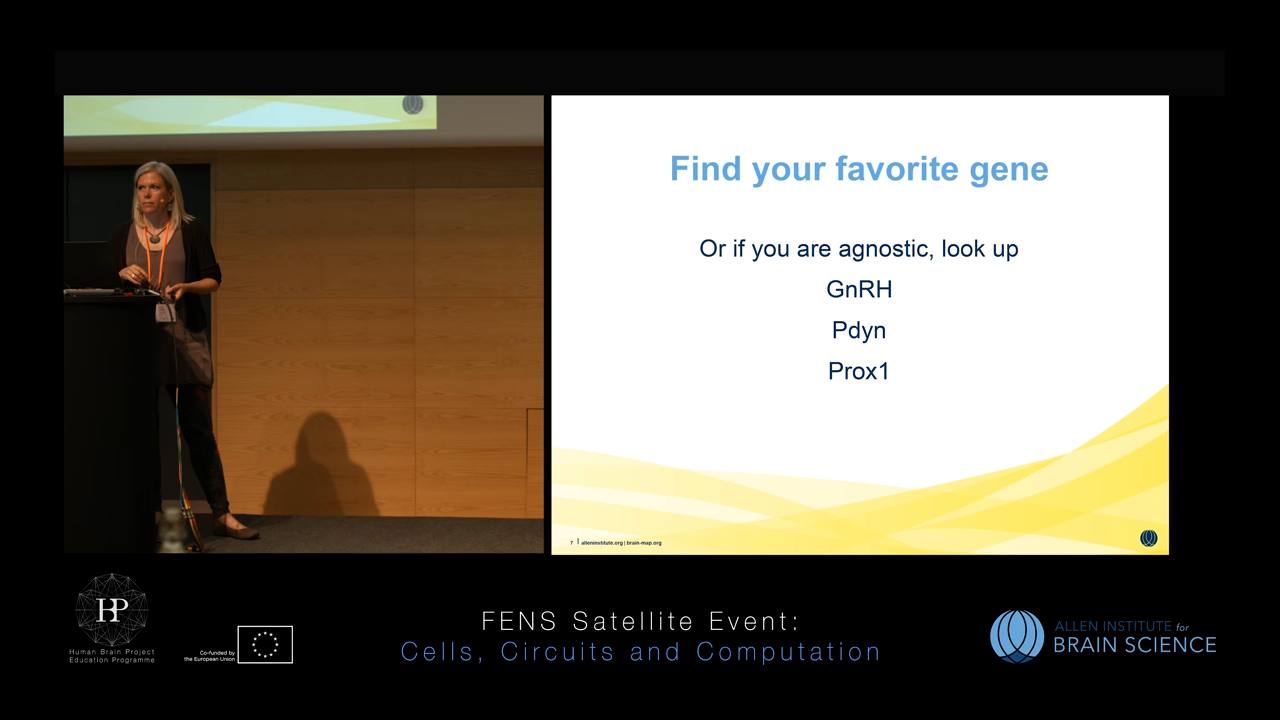 Find your favorite gene
Or if you are agnostic, look up
GnRH
Pdyn
Prox1
7 | alleninstitute.org | brain-map.org
HBP
Human Brain Project
Education Programme
Co-funded by
the European Union
FENS Satellite Event:
Cells, Circuits and Computation
ALLEN INSTITUTE for
BRAIN SCIENCE